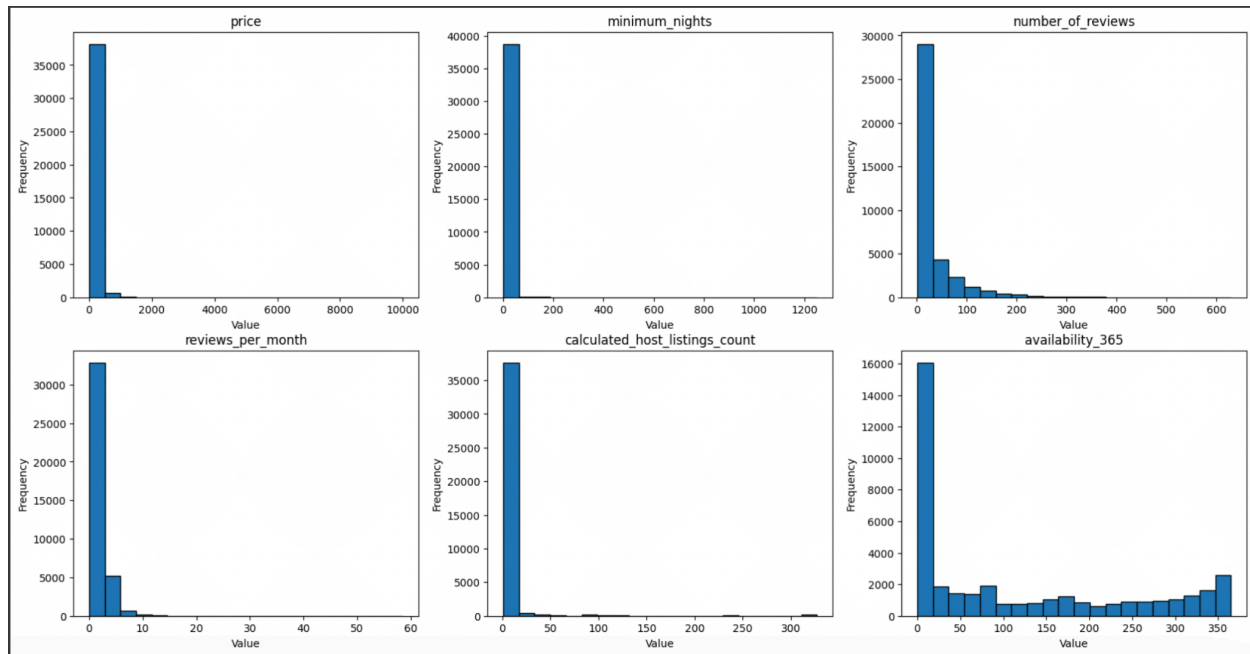 price
35000
30000
25000
20000
15000
10000
5000
0
Frequency
0 2000 4000 6000 8000 10000
Value
minimum_nights
40000
35000
30000
25000
20000
15000
10000
5000
0
Frequency
0 200 400 600 800 1000 1200
Value
number_of_reviews
30000
25000
20000
15000
10000
5000
0
Frequency
0 100 200 300 400 500 600
Value
reviews_per_month
30000
25000
20000
15000
10000
5000
0
Frequency
0 10 20 30 40 50 60
Value
calculated_host_listings_count
35000
30000
25000
20000
15000
10000
5000
0
Frequency
0 50 100 150 200 250 300
Value
availability_365
16000
14000
12000
10000
8000
6000
4000
2000
0
Frequency
0 50 100 150 200 250 300 350
Value